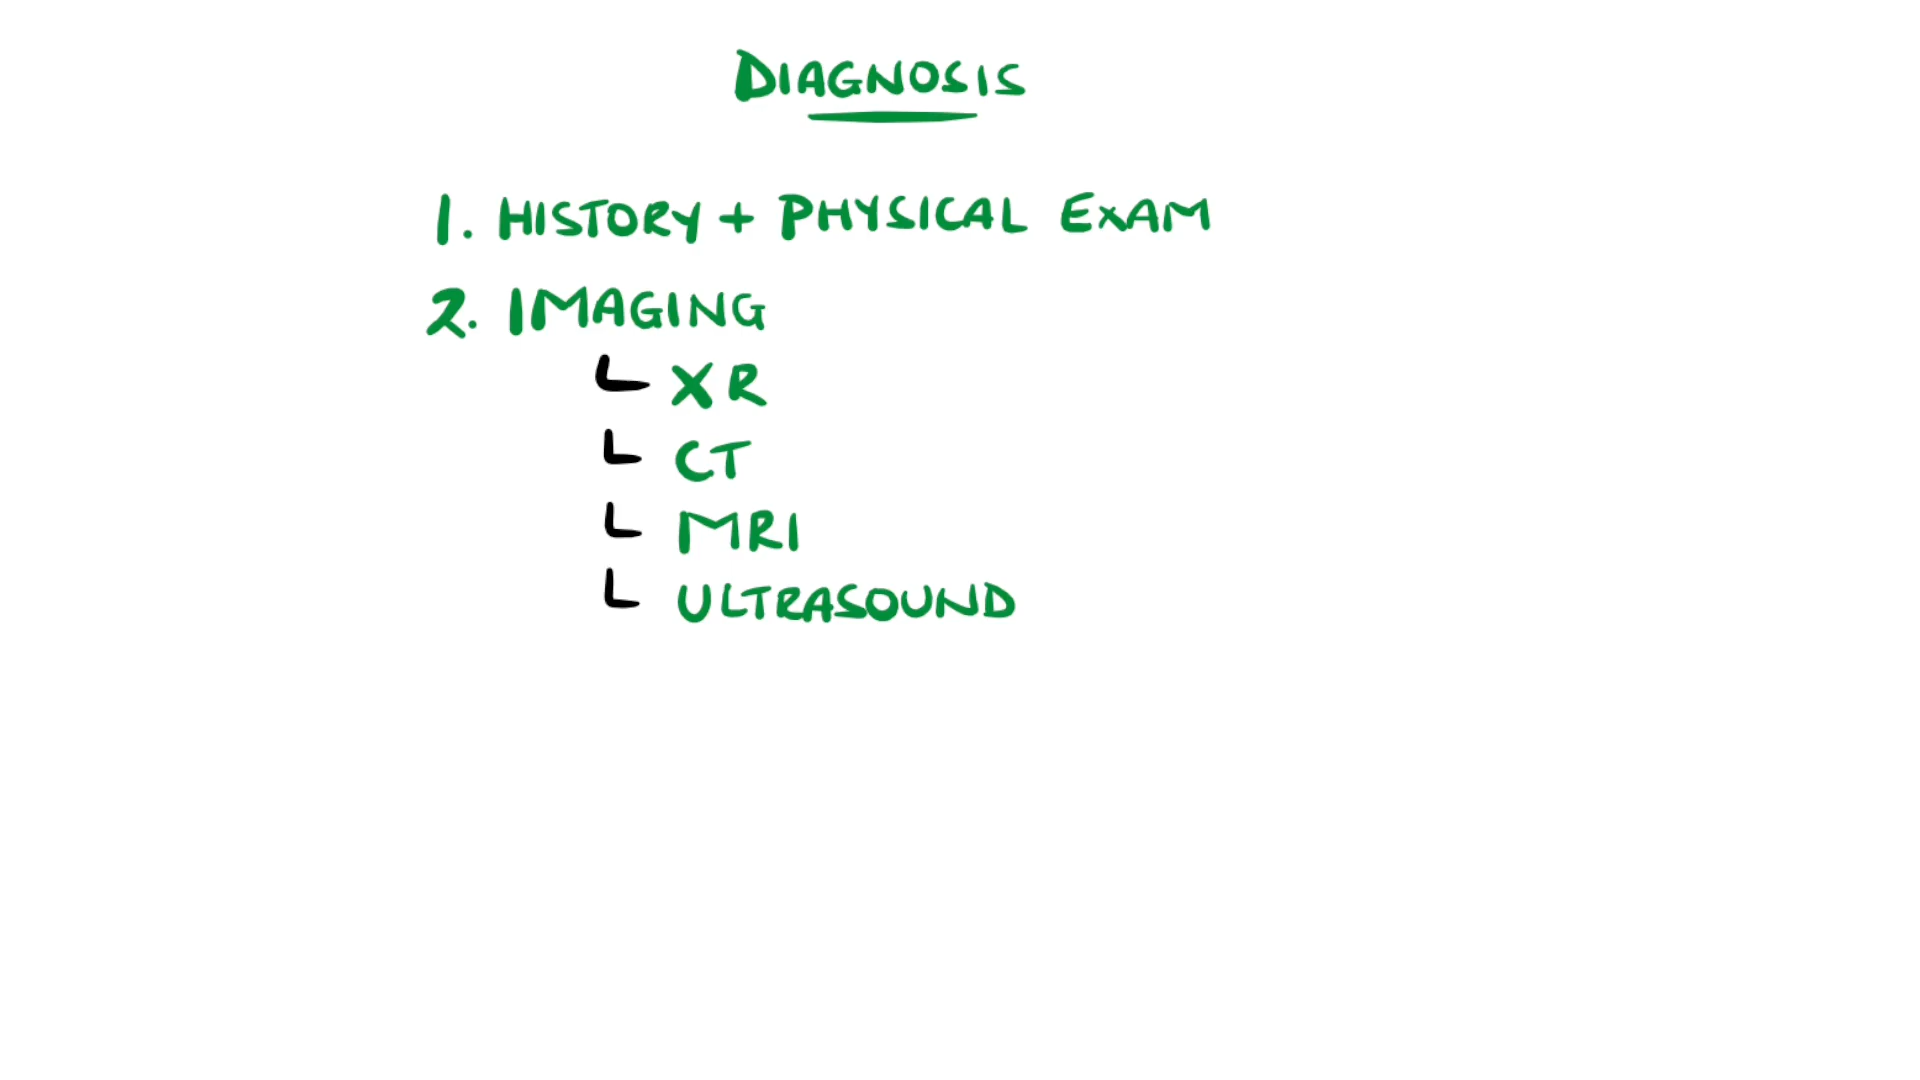 DIAGNOSIS
1. HISTORY + PHYSICAL EXAM
2. IMAGING
XR
CT
MRI
ULTRASOUND